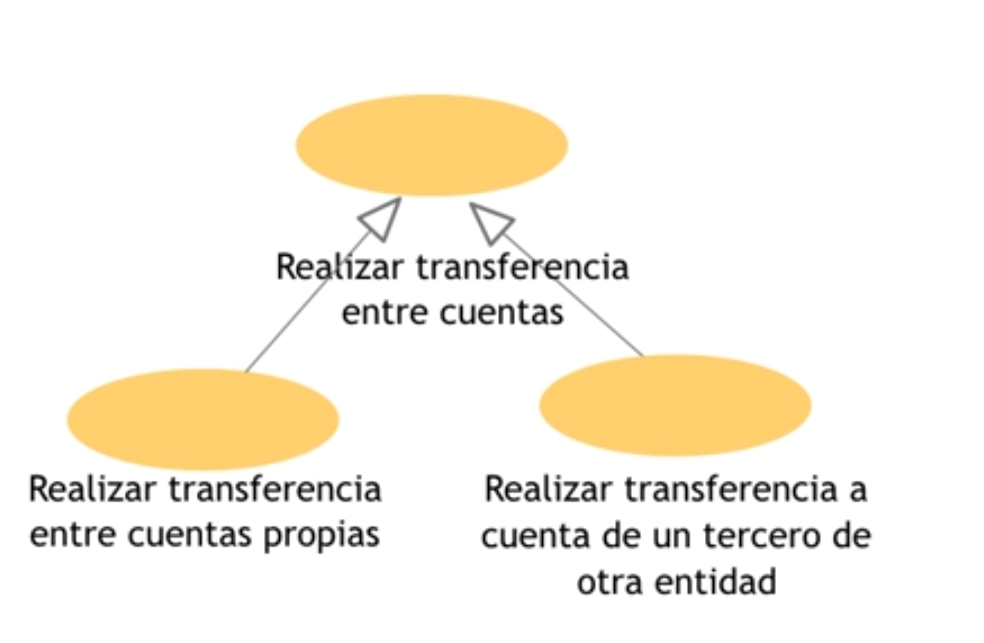 Realizar transferencia
entre cuentas
Realizar transferencia
entre cuentas propias
Realizar transferencia a
cuenta de un tercero de
otra entidad